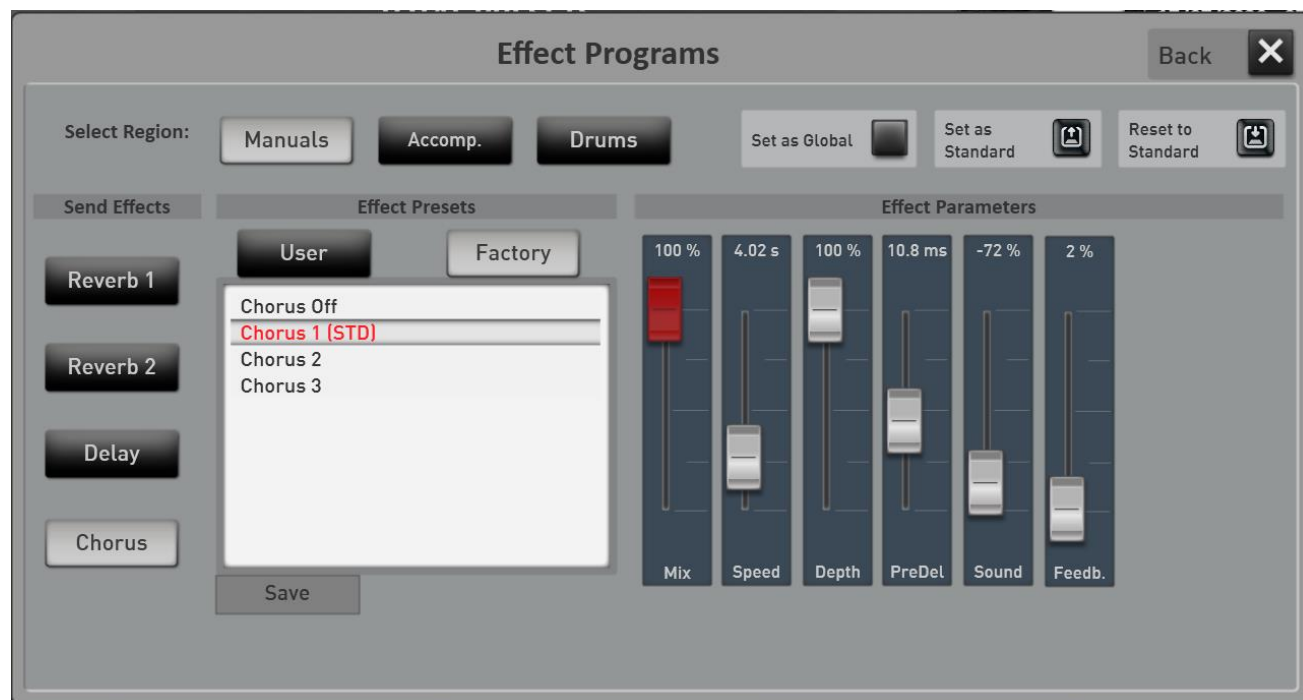 Effect Programs
Back
Select Region:
Manuals
Accomp.
Drums
Set as Global
Set as
Standard
Reset to
Standard
Send Effects
Effect Presets
Effect Parameters
Reverb 1
Reverb 2
Delay
Chorus
User
Factory
Chorus Off
Chorus 1 (STD)
Chorus 2
Chorus 3
Save
100 %
4.02 s
100 %
10.8 ms
-72 %
2 %
Mix
Speed
Depth
PreDel
Sound
Feedb.